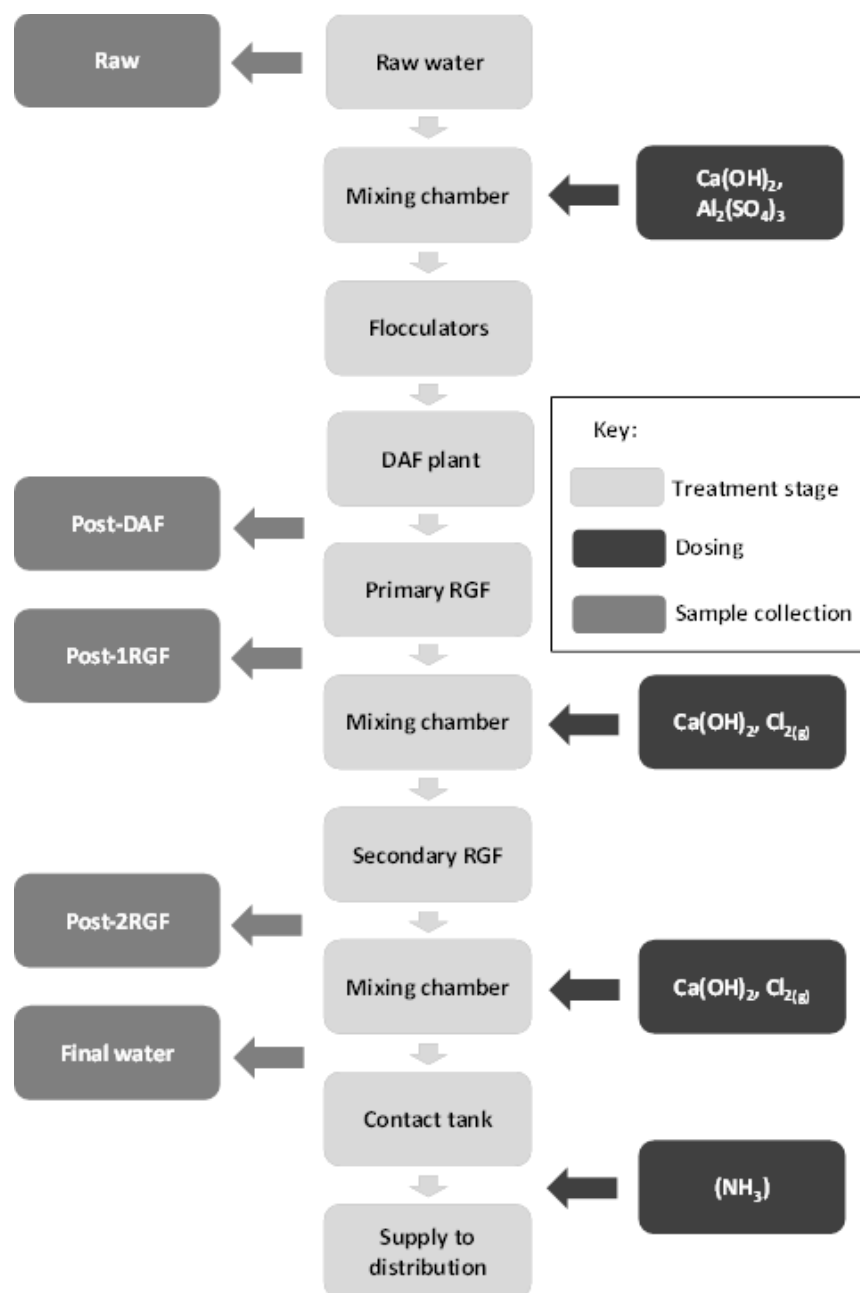 Raw
Raw water
Mixing chamber
Ca(OH)₂,
Al₂(SO₄)₃
Flocculators
DAF plant
Key:
Treatment stage
Dosing
Sample collection
Post-DAF
Primary RGF
Post-1RGF
Mixing chamber
Ca(OH)₂, Cl₂₍g₎
Secondary RGF
Post-2RGF
Mixing chamber
Ca(OH)₂, Cl₂₍g₎
Final water
Contact tank
(NH₃)
Supply to
distribution